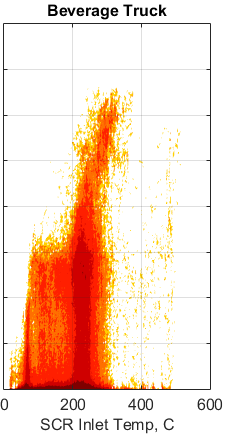 Beverage Truck
0 200 400 600
SCR Inlet Temp, C